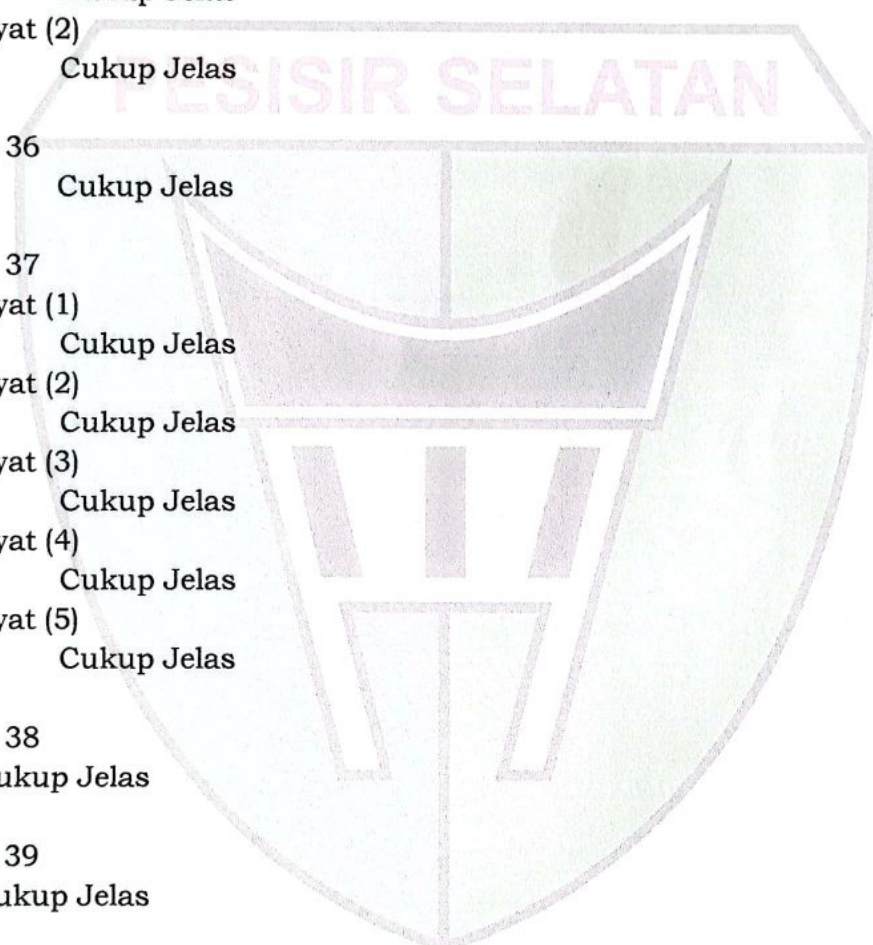 yat (2)
Cukup Jelas
PESISIR SELATAN
36
Cukup Jelas
37
yat (1)
Cukup Jelas
yat (2)
Cukup Jelas
yat (3)
Cukup Jelas
yat (4)
Cukup Jelas
yat (5)
Cukup Jelas
38
ukup Jelas
39
ukup Jelas